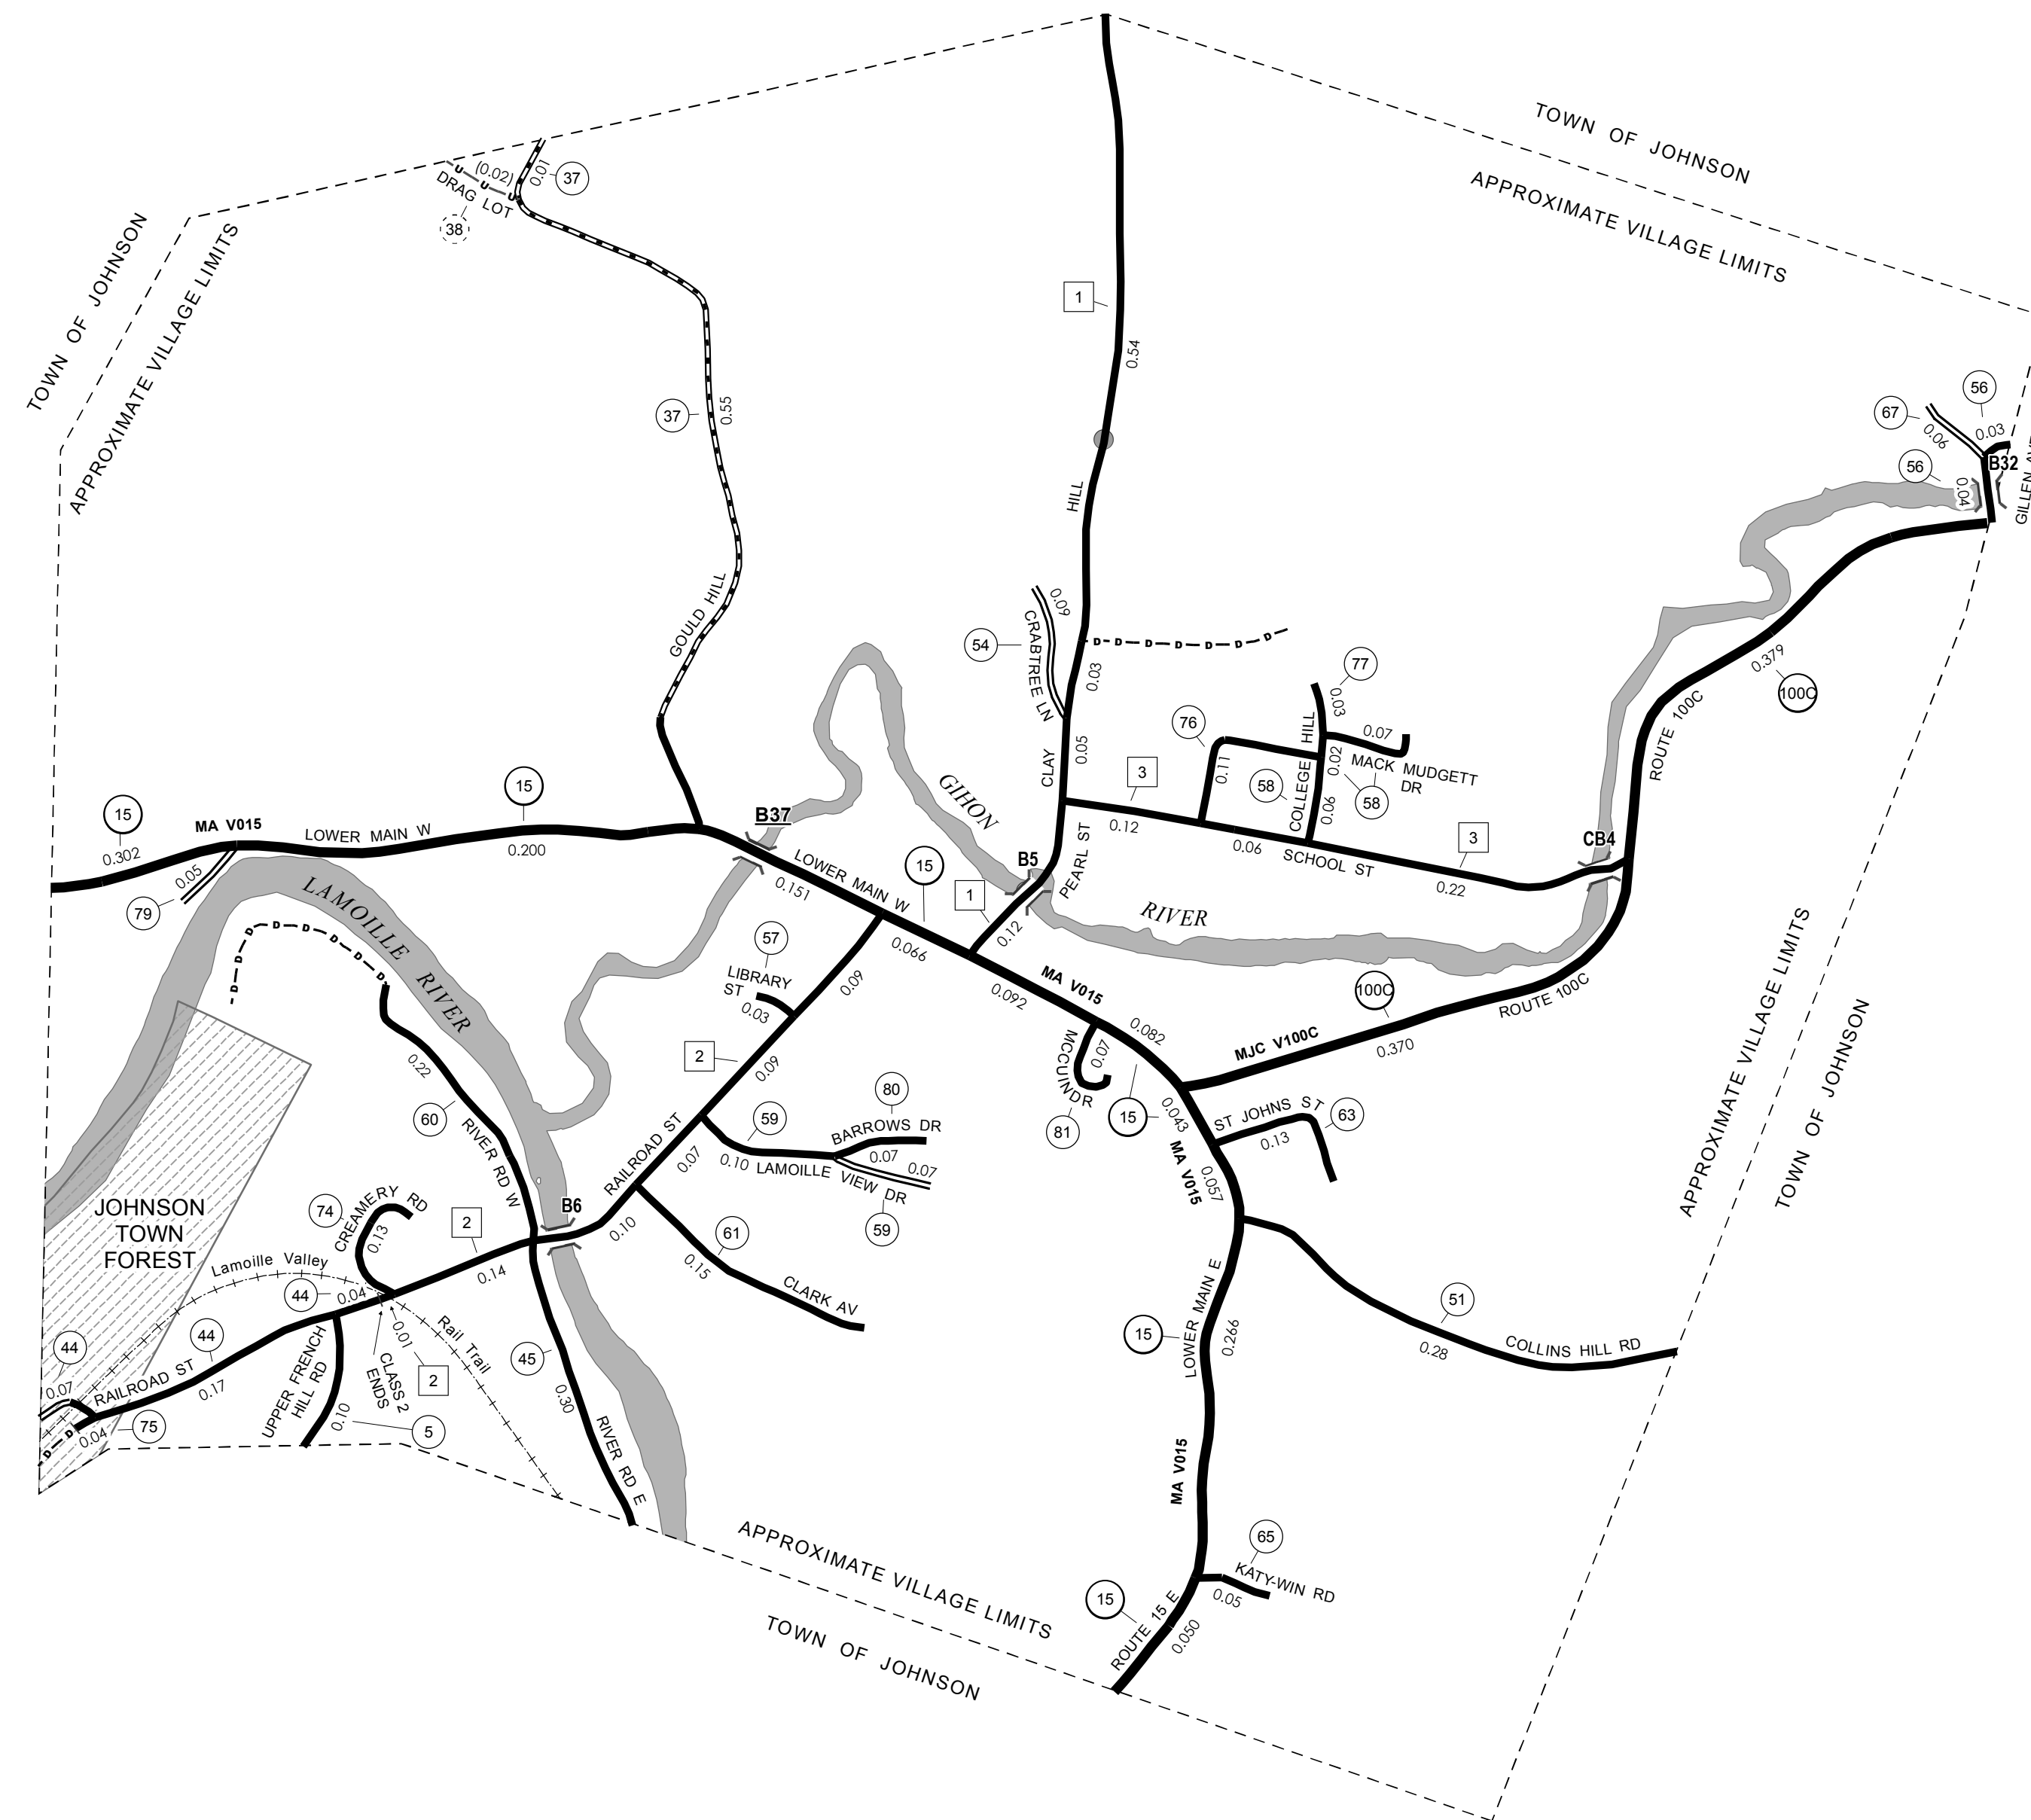 TOWN OF JOHNSON
APPROXIMATE VILLAGE LIMITS
TOWN OF JOHNSON
APPROXIMATE VILLAGE LIMITS
(0.02)
0.01
37
DRAG LOT
38
1
0.54
37
0.55
GOULD HILL
HILL
56
67
0.03
0.06
B32
56
0.04
0.09
CRABTREE LN
54
0.03
0.05
CLAY
77
0.03
76
HILL
0.07
0.02
MACK MUDGETT
DR
0.11
COLLEGE
58
58
0.06
0.379
100C
ROUTE 100C
3
0.12
0.06
SCHOOL ST
3
0.22
CB4
GIHON
RIVER
15
MA V015
0.302
LOWER MAIN W
15
0.200
B37
0.05
79
LAMOILLE RIVER
LOWER MAIN W
0.151
15
B5
PEARL ST
1
0.12
0.066
57
LIBRARY
ST
0.03
0.09
MA V015
0.092
0.082
100C
ROUTE 100C
MJC V100C
0.370
2
0.09
MCCUIN DR
0.07
81
15
0.043
MA V015
ST JOHNS ST
0.13
63
0.057
0.22
60
RIVER RD W
RAILROAD ST
0.07
59
80
BARROWS DR
0.07
0.07
0.10
LAMOILLE VIEW DR
59
B6
0.10
61
0.15
CLARK AV
JOHNSON
TOWN
FOREST
74
CREAMERY RD
0.13
2
0.14
Lamoille Valley
Rail Trail
44
0.04
0.01
2
CLASS 2
ENDS
44
44
0.07
RAILROAD ST
0.17
75
0.04
UPPER FRENCH
HILL RD
0.10
5
45
0.30
RIVER RD E
LOWER MAIN E
15
0.266
51
0.28
COLLINS HILL RD
MA V015
65
KATY-WIN RD
0.05
15
ROUTE 15 E
0.050
APPROXIMATE VILLAGE LIMITS
TOWN OF JOHNSON
APPROXIMATE VILLAGE LIMITS
TOWN OF JOHNSON